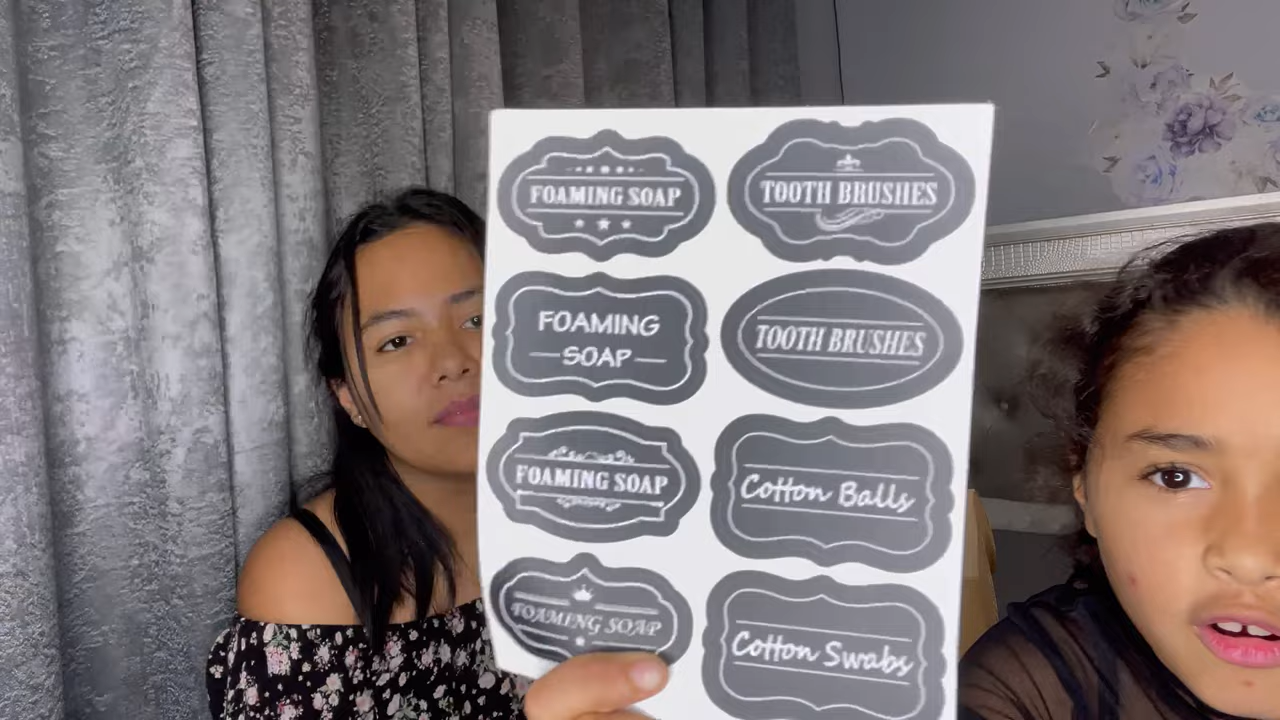 FOAMING SOAP
TOOTH BRUSHES
FOAMING
SOAP
TOOTH BRUSHES
FOAMING SOAP
Cotton Balls
FOAMING SOAP
Cotton Swabs